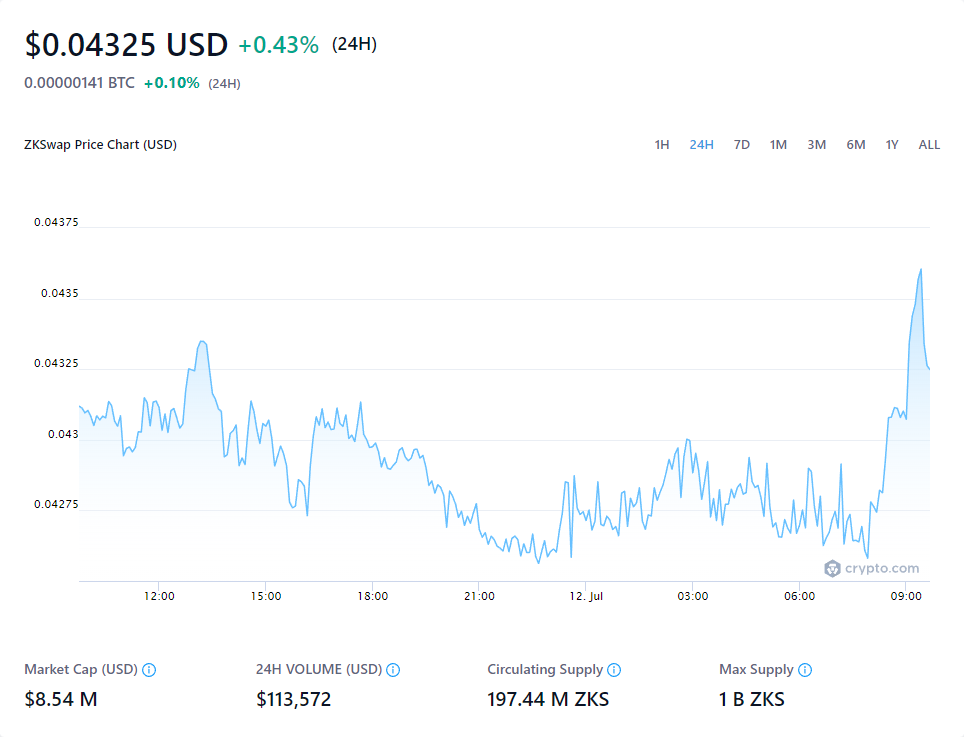 $0.04325 USD +0.43% (24H)
0.00000141 BTC +0.10% (24H)
ZKSwap Price Chart (USD) 1H 24H 7D 1M 3M 6M 1Y ALL
0.04375
0.0435
0.04325
0.043
0.04275
crypto.com
12:00 15:00 18:00 21:00 12. Jul 03:00 06:00 09:00
Market Cap (USD) 24H VOLUME (USD) Circulating Supply Max Supply
$8.54 M $113,572 197.44 M ZKS 1 B ZKS